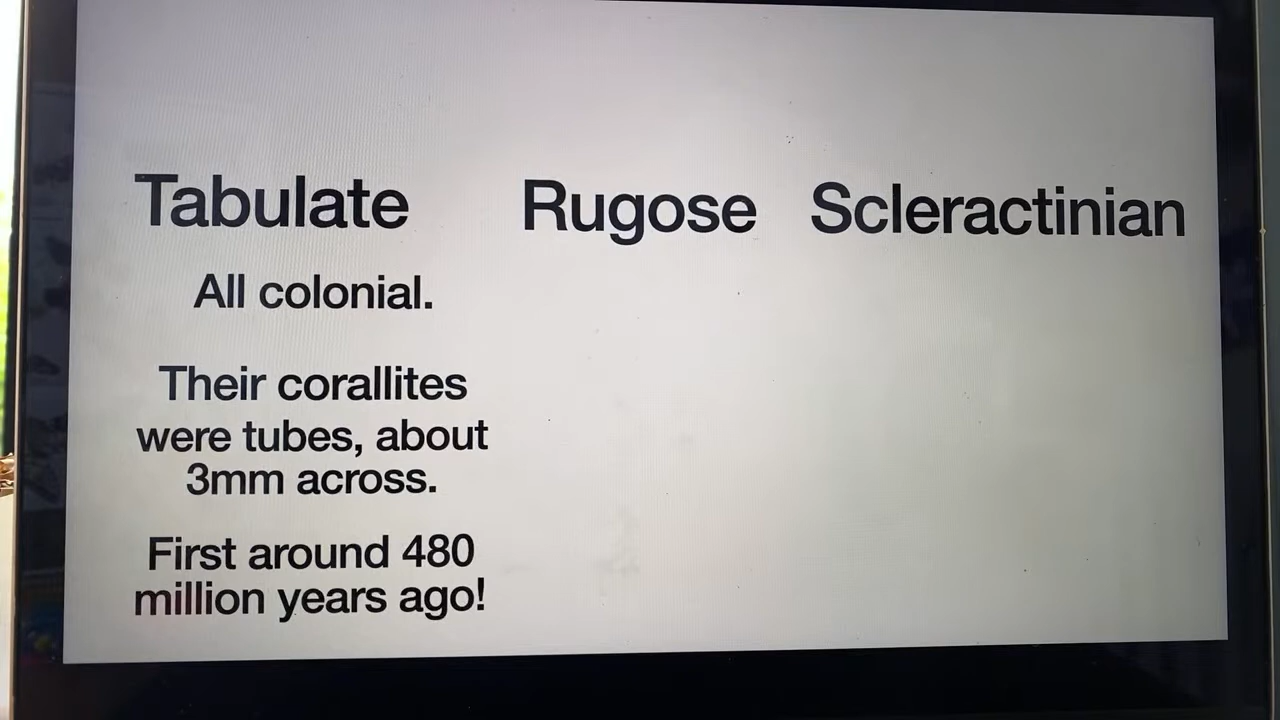 Tabulate Rugose Scleractinian
All colonial.
Their corallites
were tubes, about
3mm across.
First around 480
million years ago!